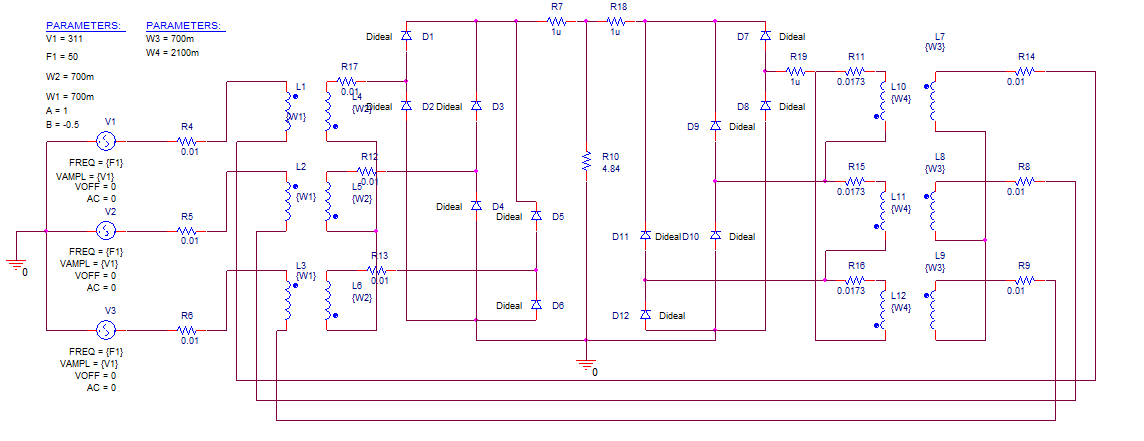 PARAMETERS:
V1 = 311
F1 = 50
W2 = 700m
W1 = 700m
A = 1
B = -0.5
PARAMETERS:
W3 = 700m
W4 = 2100m
V1
FREQ = {F1}
VAMPL = {V1}
VOFF = 0
AC = 0
V2
FREQ = {F1}
VAMPL = {V1}
VOFF = 0
AC = 0
V3
FREQ = {F1}
VAMPL = {V1}
VOFF = 0
AC = 0
0
R4
0.01
R5
0.01
R6
0.01
L1
{W1}
L2
{W1}
L3
{W1}
L4
{W2}
L5
{W2}
L6
{W2}
R17
0.01
R12
0.01
R13
0.01
Dideal D1
Dideal D2
Dideal D3
Dideal D4
Dideal D5
Dideal D6
R7
1u
R18
1u
R10
4.84
0
D7 Dideal
D8 Dideal
D9 Dideal
D10 Dideal
D11 Dideal
D12 Dideal
R19
1u
R11
0.0173
R15
0.0173
R16
0.0173
L10
{W4}
L11
{W4}
L12
{W4}
L7
{W3}
L8
{W3}
L9
{W3}
R14
0.01
R8
0.01
R9
0.01